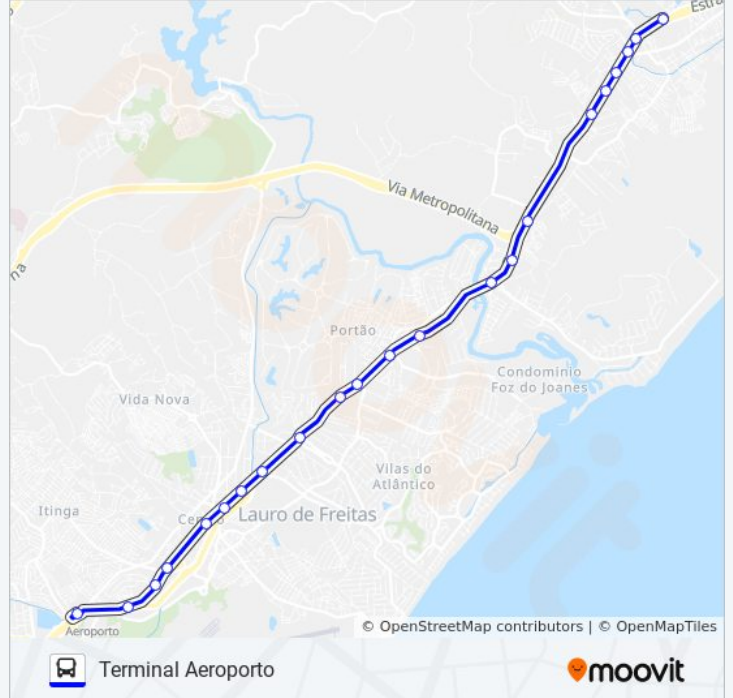 Estra
Via Metropolitana
na
Portão
Condomínio
Foz do Joanes
Vida Nova
Vilas do
Atlântico
Itinga
Lauro de Freitas
Aeroporto
© OpenStreetMap contributors | © OpenMapTiles
Terminal Aeroporto
moovit